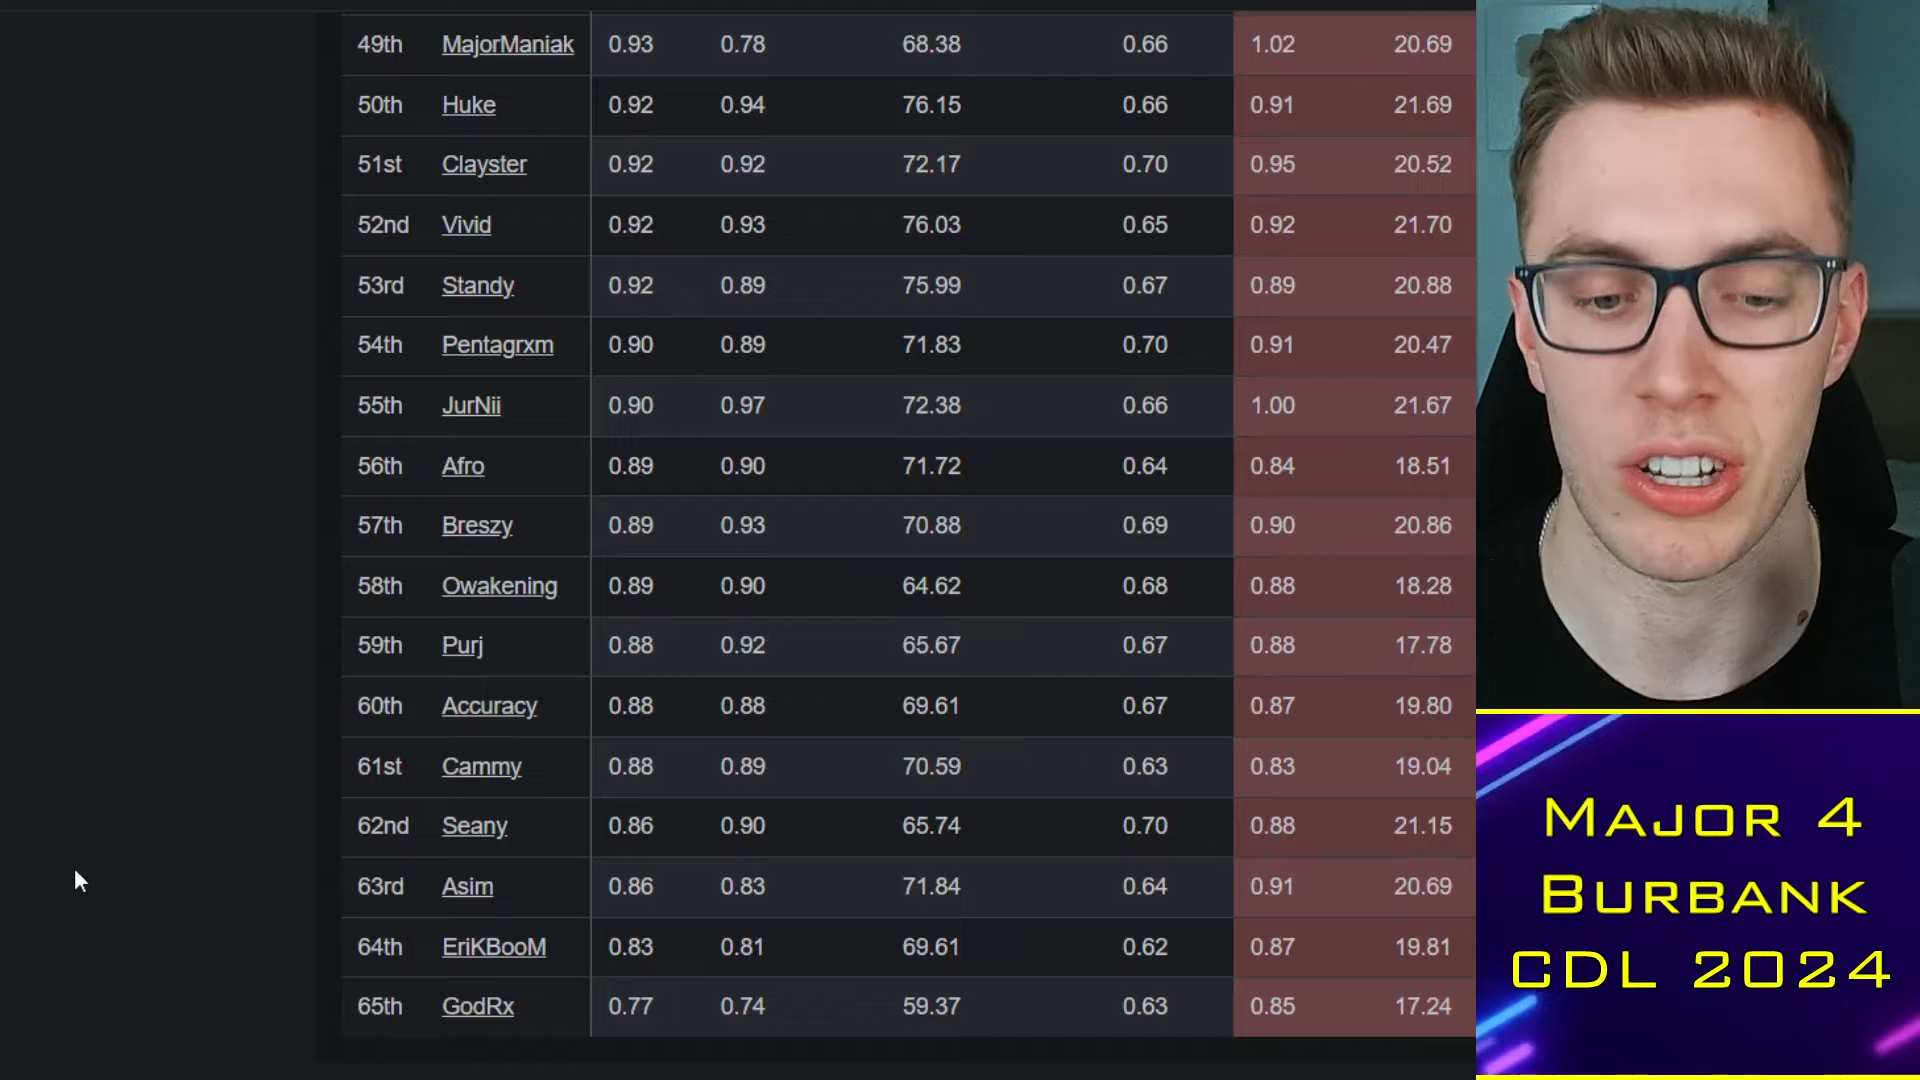 49th MajorManiak 0.93 0.78 68.38 0.66 1.02 20.69
50th Huke 0.92 0.94 76.15 0.66 0.91 21.69
51st Clayster 0.92 0.92 72.17 0.70 0.95 20.52
52nd Vivid 0.92 0.93 76.03 0.65 0.92 21.70
53rd Standy 0.92 0.89 75.99 0.67 0.89 20.88
54th Pentagrxm 0.90 0.89 71.83 0.70 0.91 20.47
55th JurNii 0.90 0.97 72.38 0.66 1.00 21.67
56th Afro 0.89 0.90 71.72 0.64 0.84 18.51
57th Breszy 0.89 0.93 70.88 0.69 0.90 20.86
58th Owakening 0.89 0.90 64.62 0.68 0.88 18.28
59th Purj 0.88 0.92 65.67 0.67 0.88 17.78
60th Accuracy 0.88 0.88 69.61 0.67 0.87 19.80
61st Cammy 0.88 0.89 70.59 0.63 0.83 19.04
62nd Seany 0.86 0.90 65.74 0.70 0.88 21.15
63rd Asim 0.86 0.83 71.84 0.64 0.91 20.69
64th EriKBooM 0.83 0.81 69.61 0.62 0.87 19.81
65th GodRx 0.77 0.74 59.37 0.63 0.85 17.24
MAJOR 4
BURBANK
CDL 2024